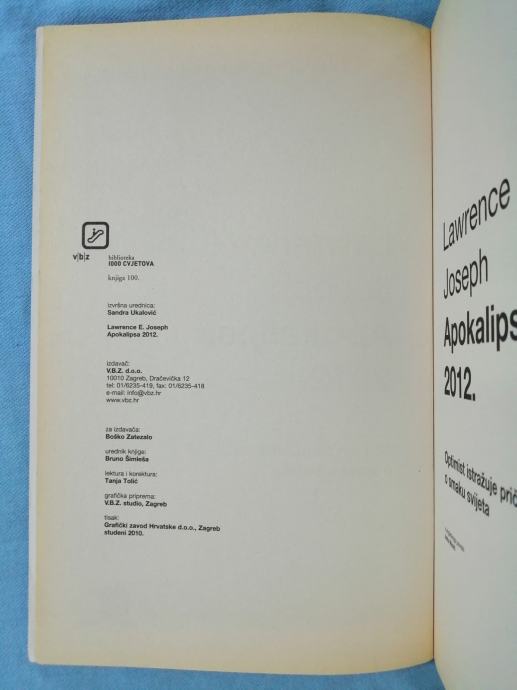 v|b|z
biblioteka
1000 CVJETOVA
knjiga 100.
izvršna urednica:
Sandra Ukalović
Lawrence E. Joseph
Apokalipsa 2012.
izdavač:
V.B.Z. d.o.o.
10010 Zagreb, Dračevička 12
tel: 01/6235-419, fax: 01/6235-418
e-mail: info@vbz.hr
www.vbz.hr
za izdavača:
Boško Zatezalo
urednik knjige:
Bruno Šimleša
lektura i korektura:
Tanja Tolić
grafička priprema:
V.B.Z. studio, Zagreb
tisak:
Grafički zavod Hrvatske d.o.o., Zagreb
studeni 2010.
Lawrence
Joseph
Apokalips
2012.
Optimist istražuje prič
o smaku svijeta